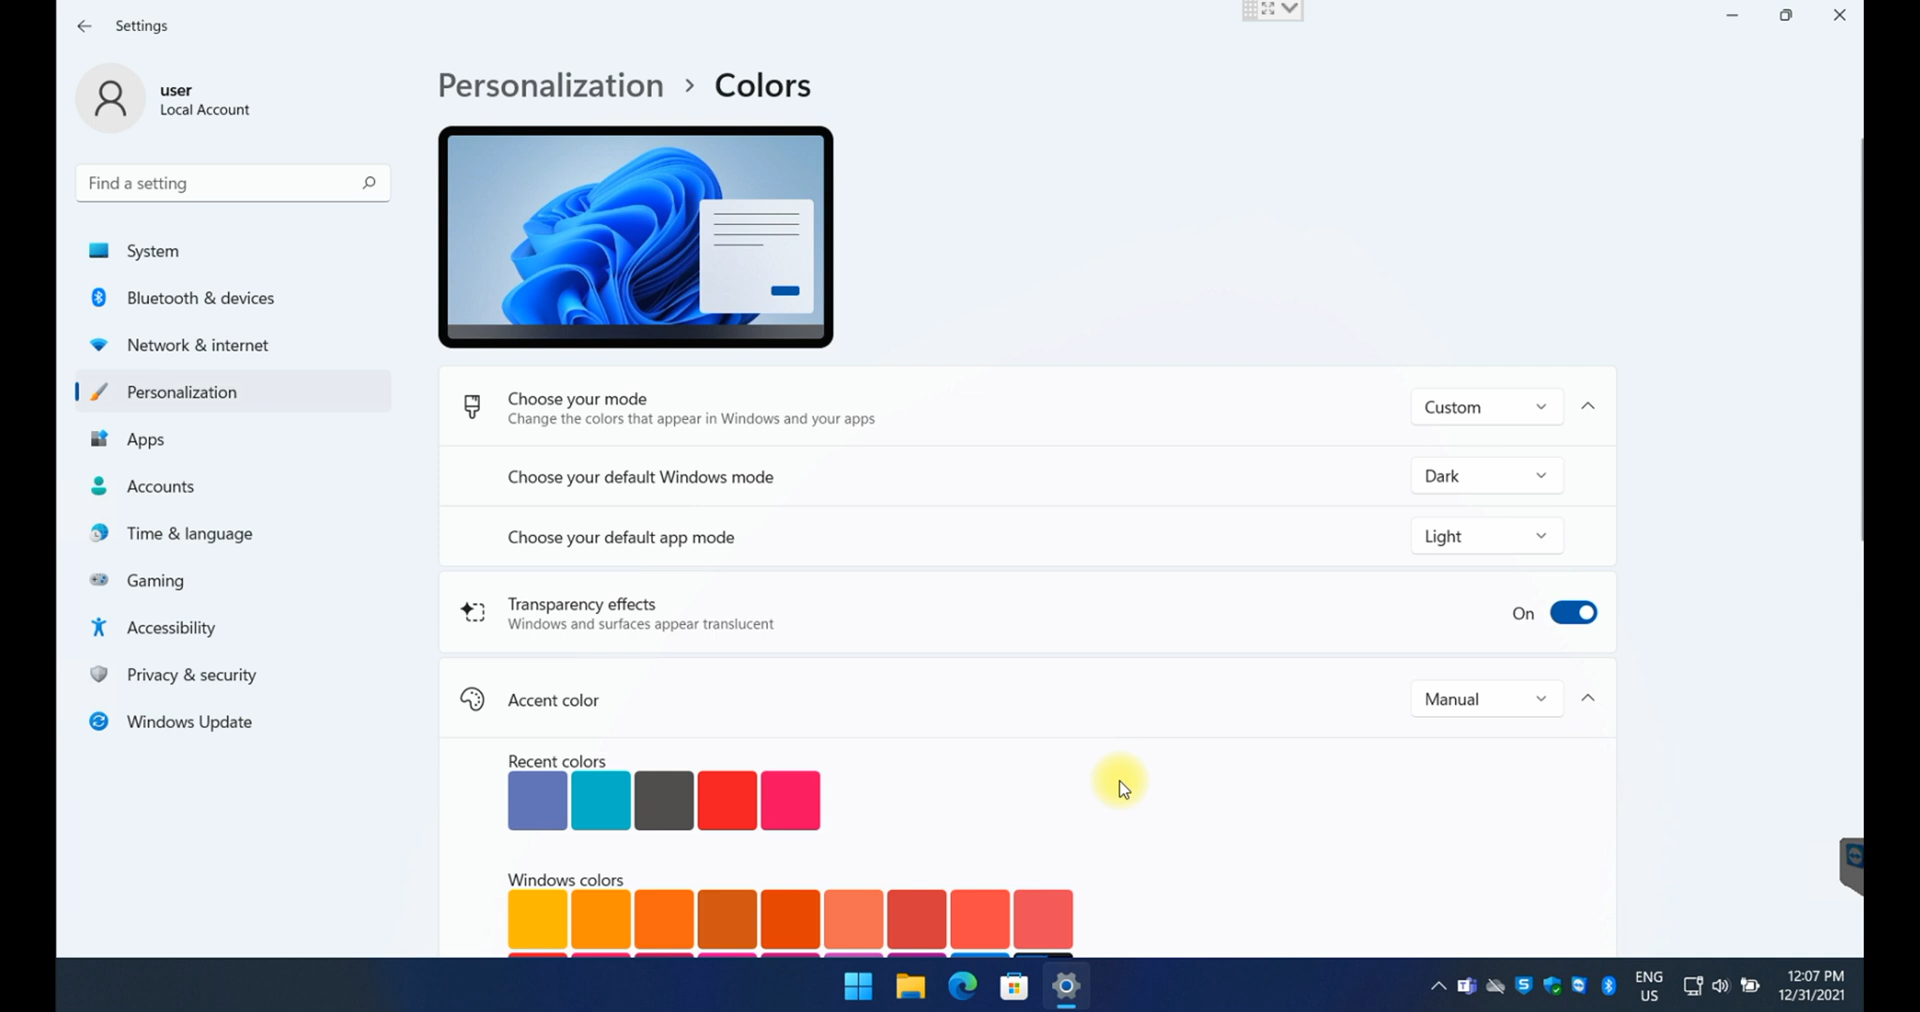 Settings
user
Local Account
Find a setting
System
Bluetooth & devices
Network & internet
Personalization
Apps
Accounts
Time & language
Gaming
Accessibility
Privacy & security
Windows Update
Personalization > Colors
Choose your mode
Change the colors that appear in Windows and your apps
Custom
Choose your default Windows mode
Dark
Choose your default app mode
Light
Transparency effects
Windows and surfaces appear translucent
On
Accent color
Manual
Recent colors
Windows colors
ENG
US
12:07 PM
12/31/2021